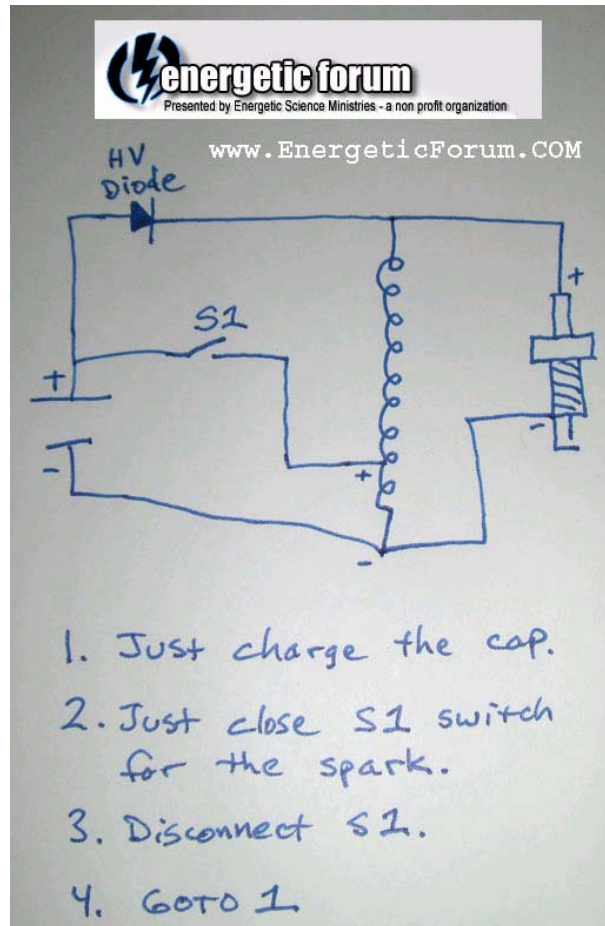 energetic forum
Presented by Energetic Science Ministries - a non profit organization
www.EnergeticForum.COM
HV
Diode
S1
+
+
-
-
+
-
1. Just charge the cap.
2. Just close S1 switch
for the spark.
3. Disconnect S1.
4. GOTO 1